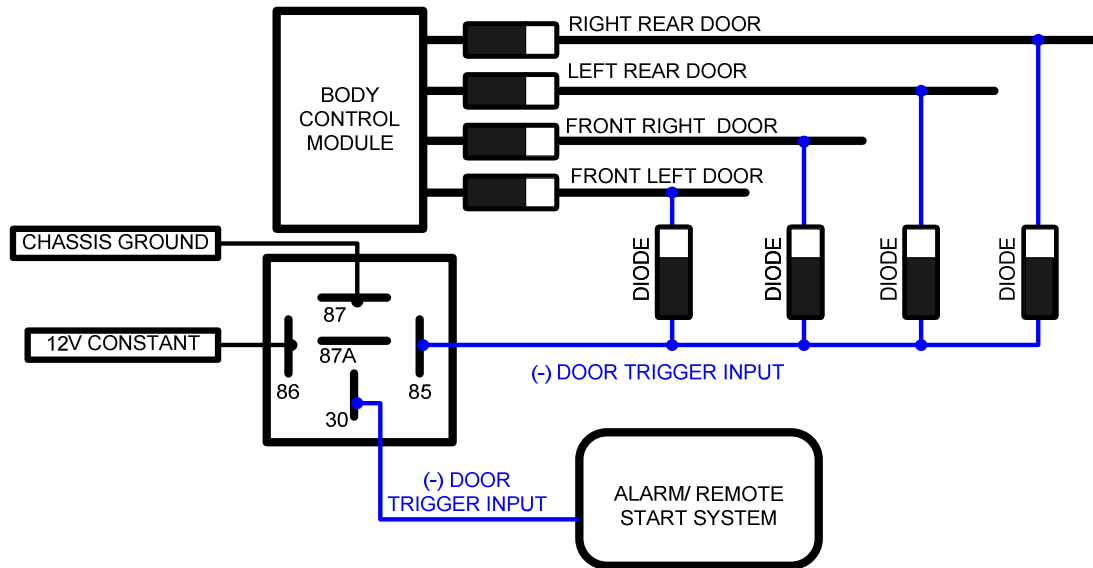 RIGHT REAR DOOR
LEFT REAR DOOR
FRONT RIGHT DOOR
FRONT LEFT DOOR
BODY
CONTROL
MODULE
CHASSIS GROUND
12V CONSTANT
87
87A
86
85
30
DIODE
DIODE
DIODE
DIODE
(-) DOOR TRIGGER INPUT
(-) DOOR
TRIGGER INPUT
ALARM/ REMOTE
START SYSTEM